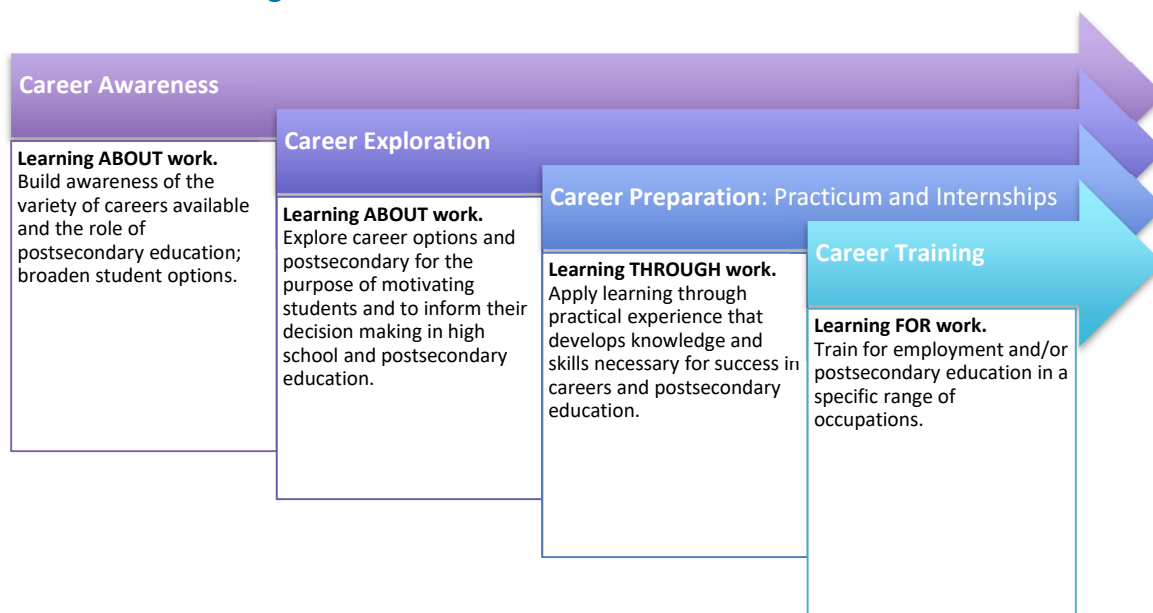 Career Awareness
Learning ABOUT work.
Build awareness of the
variety of careers available
and the role of
postsecondary education;
broaden student options.
Career Exploration
Learning ABOUT work.
Explore career options and
postsecondary for the
purpose of motivating
students and to inform their
decision making in high
school and postsecondary
education.
Career Preparation: Practicum and Internships
Learning THROUGH work.
Apply learning through
practical experience that
develops knowledge and
skills necessary for success in
careers and postsecondary
education.
Career Training
Learning FOR work.
Train for employment and/or
postsecondary education in a
specific range of
occupations.